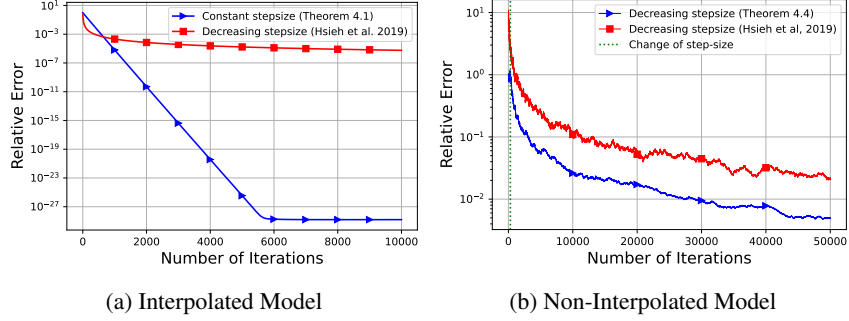 10^1
10^-3
10^-7
10^-11
10^-15
10^-19
10^-23
10^-27
Relative Error
Constant stepsize (Theorem 4.1)
Decreasing stepsize (Hsieh et al. 2019)
0 2000 4000 6000 8000 10000
Number of Iterations
(a) Interpolated Model
10^1
10^0
10^-1
10^-2
Relative Error
Decreasing stepsize (Theorem 4.4)
Decreasing stepsize (Hsieh et al, 2019)
Change of step-size
0 10000 20000 30000 40000 50000
Number of Iterations
(b) Non-Interpolated Model